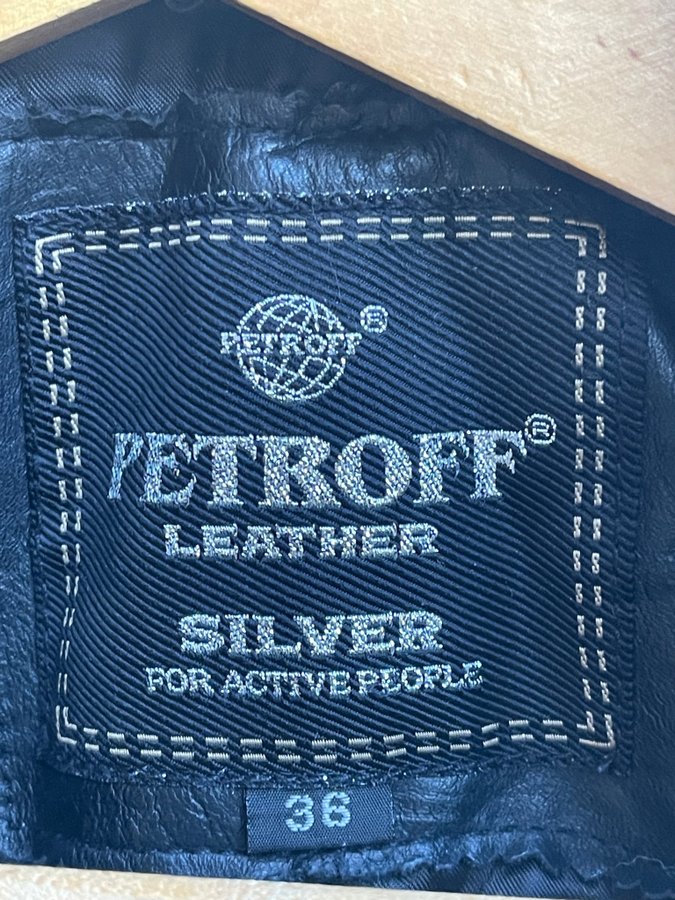 PETROFF®
PETROFF®
LEATHER
SILVER
FOR ACTIVE PEOPLE
36